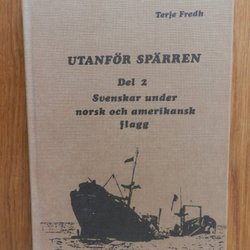 Terje Fredh
UTANFÖR SPÄRREN
Del 2
Svenskar under
norsk och amerikansk
flagg